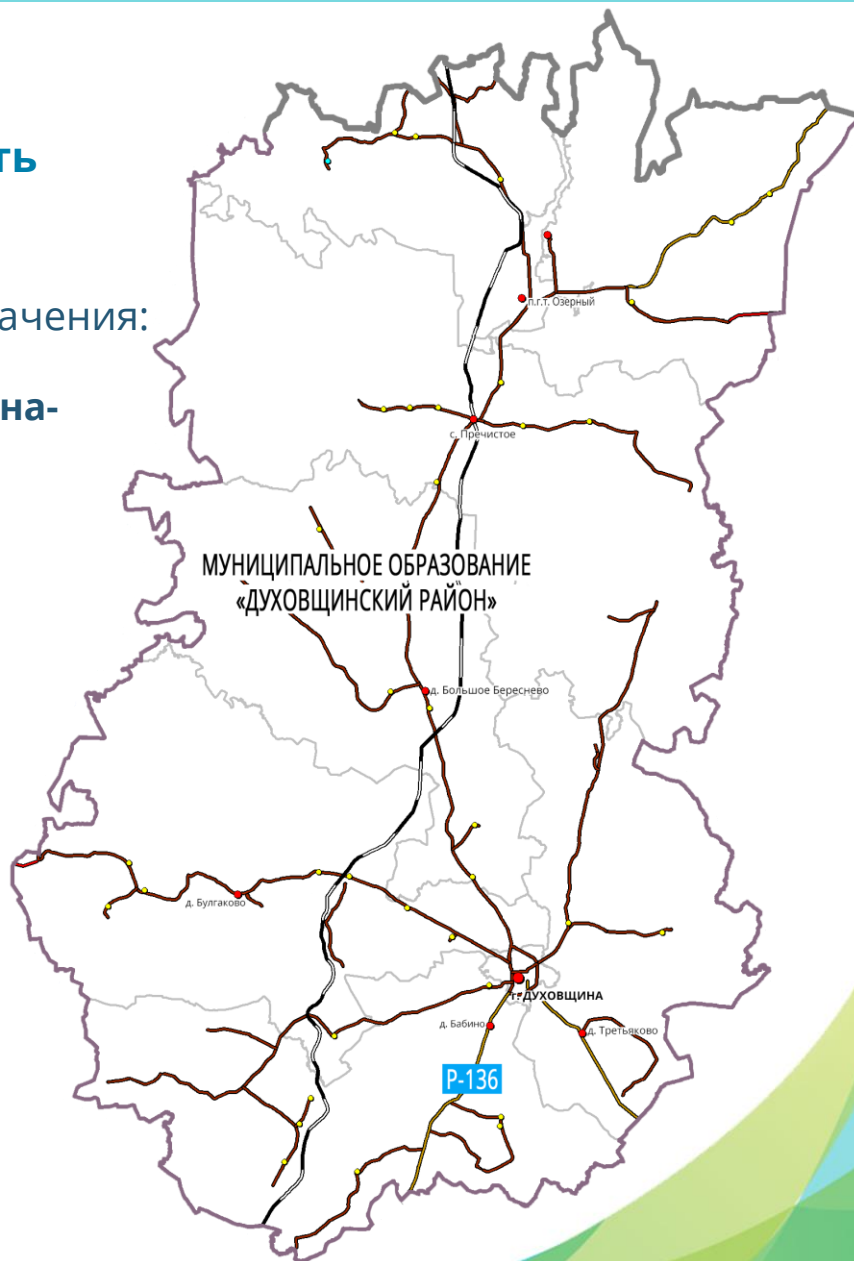 ть
ачения:
на-
п.г.т. Озерный
с. Пречистое
МУНИЦИПАЛЬНОЕ ОБРАЗОВАНИЕ
«ДУХОВЩИНСКИЙ РАЙОН»
д. Большое Береснево
д. Булгаково
г. ДУХОВЩИНА
д. Бабино
д. Третьяково
Р-136